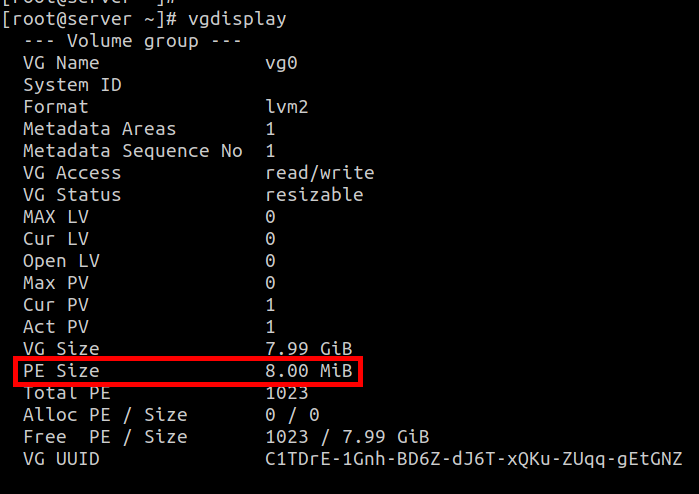 [root@server ~]#
[root@server ~]# vgdisplay
--- Volume group ---
VG Name vg0
System ID
Format lvm2
Metadata Areas 1
Metadata Sequence No 1
VG Access read/write
VG Status resizable
MAX LV 0
Cur LV 0
Open LV 0
Max PV 0
Cur PV 1
Act PV 1
VG Size 7.99 GiB
PE Size 8.00 MiB
Total PE 1023
Alloc PE / Size 0 / 0
Free  PE / Size 1023 / 7.99 GiB
VG UUID C1TDrE-1Gnh-BD6Z-dJ6T-xQKu-ZUqq-gEtGNZ